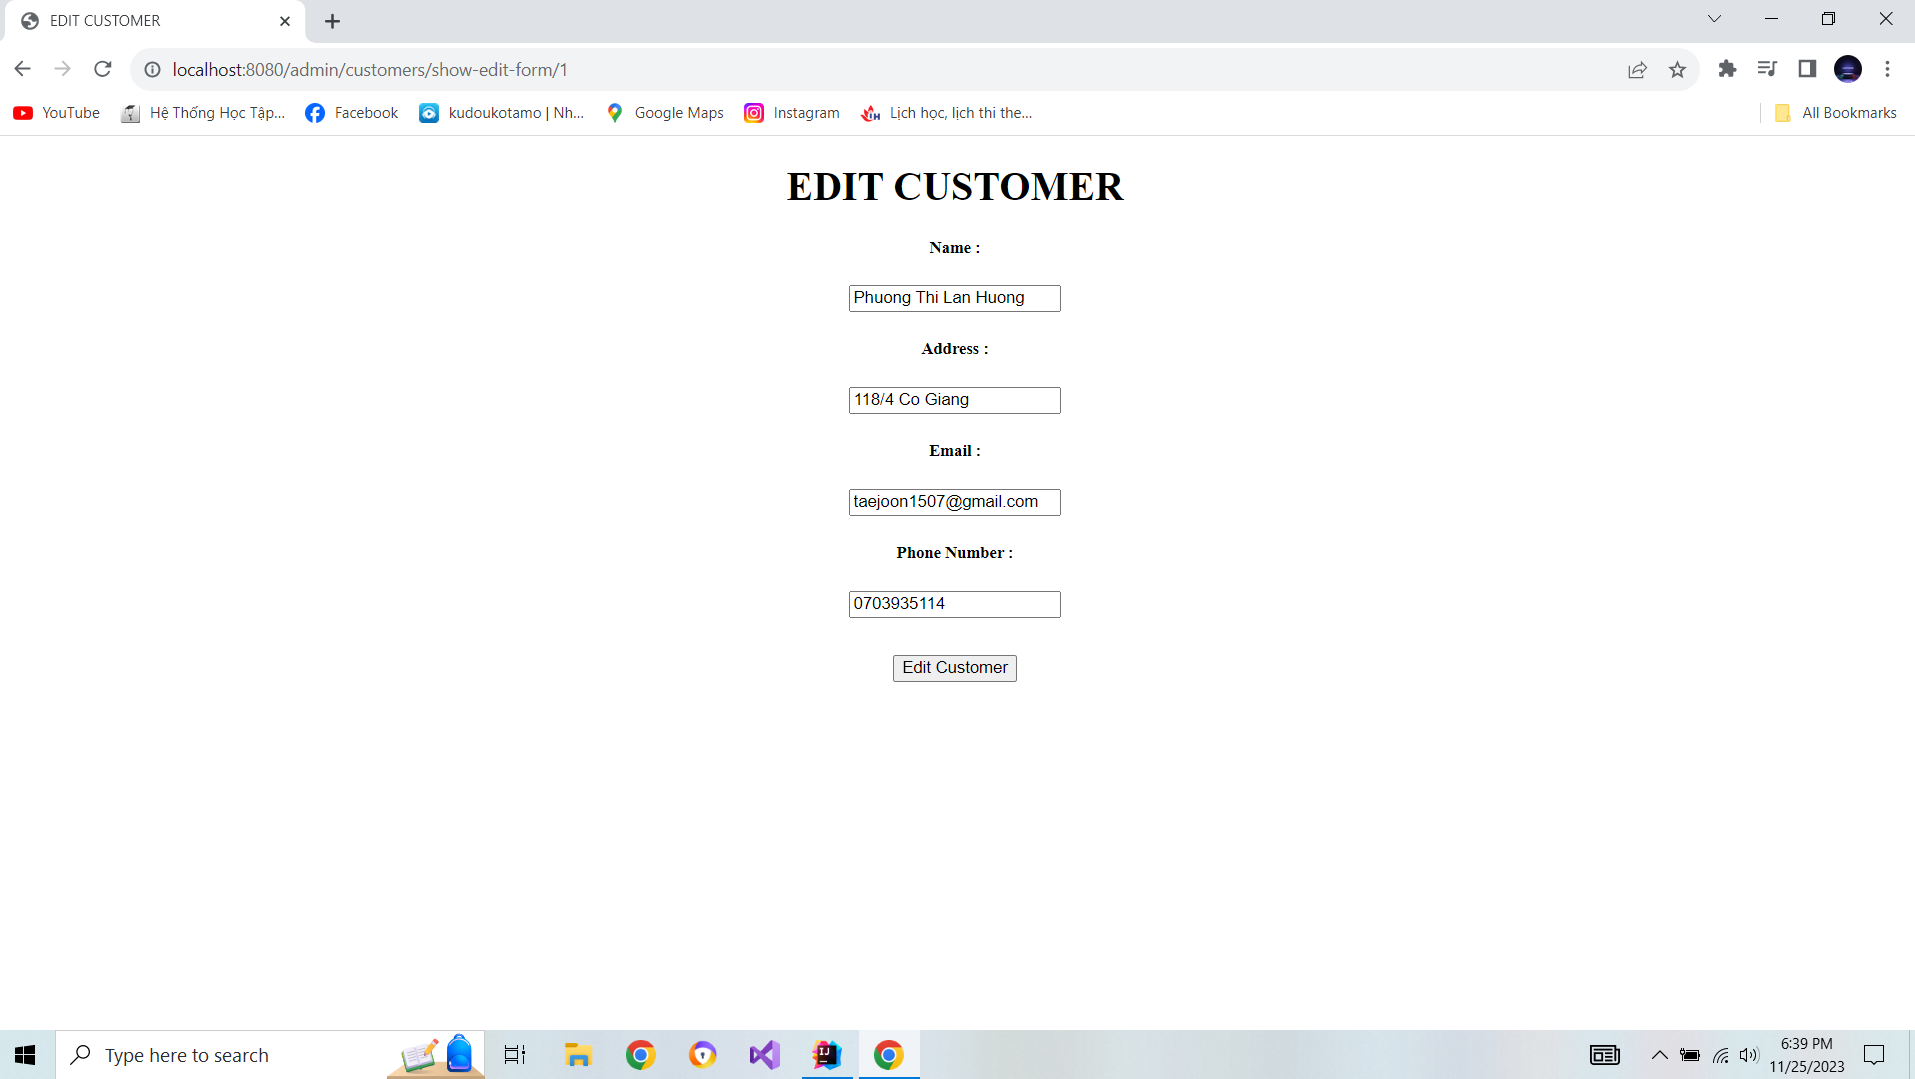 EDIT CUSTOMER
localhost:8080/admin/customers/show-edit-form/1
YouTube
Hệ Thống Học Tập...
Facebook
kudoukotamo | Nh...
Google Maps
Instagram
Lịch học, lịch thi the...
All Bookmarks
EDIT CUSTOMER
Name :
Phuong Thi Lan Huong
Address :
118/4 Co Giang
Email :
taejoon1507@gmail.com
Phone Number :
0703935114
Edit Customer
Type here to search
6:39 PM
11/25/2023